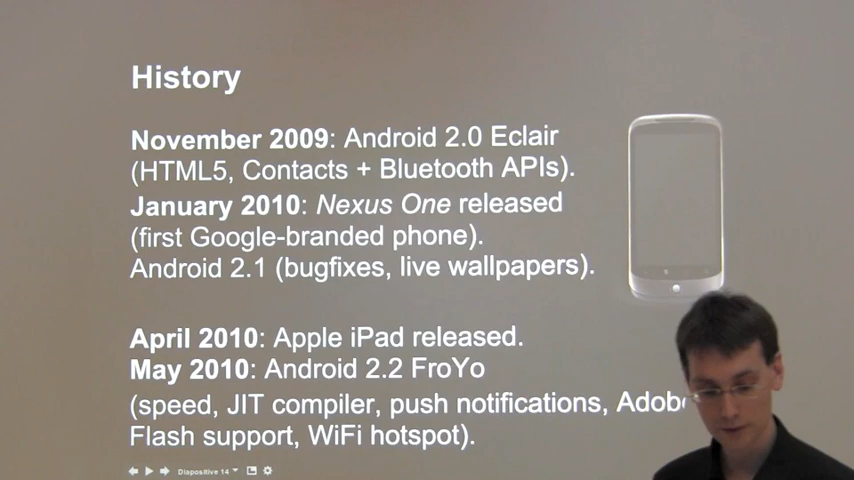 History
November 2009: Android 2.0 Eclair
(HTML5, Contacts + Bluetooth APIs).
January 2010: Nexus One released
(first Google-branded phone).
Android 2.1 (bugfixes, live wallpapers).
April 2010: Apple iPad released.
May 2010: Android 2.2 FroYo
(speed, JIT compiler, push notifications, Adobe
Flash support, WiFi hotspot).
Diapositive 14